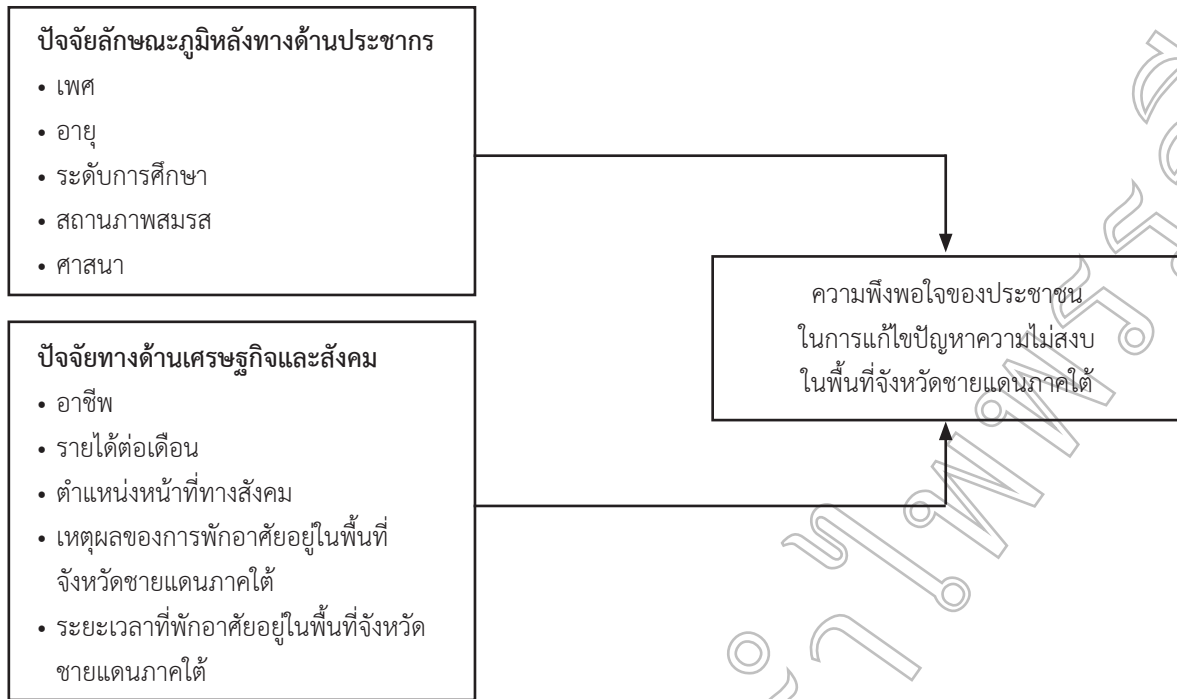 ปัจจัยลักษณะภูมิหลังทางด้านประชากร
• เพศ
• อายุ
• ระดับการศึกษา
• สถานภาพสมรส
• ศาสนา
ปัจจัยทางด้านเศรษฐกิจและสังคม
• อาชีพ
• รายได้ต่อเดือน
• ตำแหน่งหน้าที่ทางสังคม
• เหตุผลของการพักอาศัยอยู่ในพื้นที่
จังหวัดชายแดนภาคใต้
• ระยะเวลาที่พักอาศัยอยู่ในพื้นที่จังหวัด
ชายแดนภาคใต้
ความพึงพอใจของประชาชน
ในการแก้ไขปัญหาความไม่สงบ
ในพื้นที่จังหวัดชายแดนภาคใต้